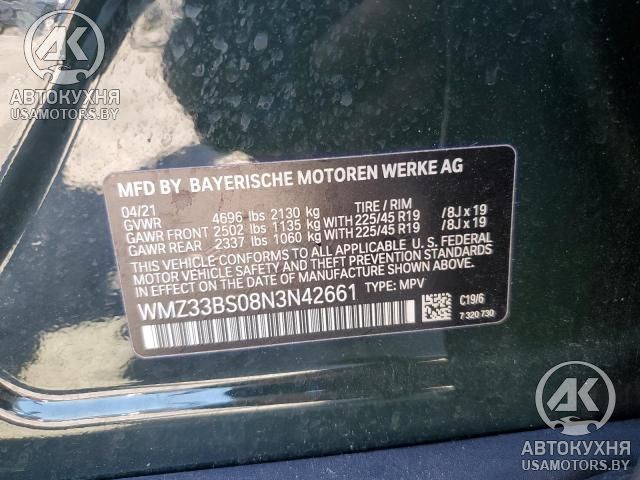 АК
АВТОКУХНЯ
USAMOTORS.BY
MFD BY BAYERISCHE MOTOREN WERKE AG
04/21 TIRE / RIM
GVWR 4696 lbs 2130 kg
GAWR FRONT 2502 lbs 1135 kg WITH 225/45 R19 /8J x 19
GAWR REAR 2337 lbs 1060 kg WITH 225/45 R19 /8J x 19
THIS VEHICLE CONFORMS TO ALL APPLICABLE U. S. FEDERAL
MOTOR VEHICLE SAFETY, BUMPER, AND THEFT PREVENTION
STANDARDS IN EFFECT ON THE DATE OF MANUFACTURE
SHOWN ABOVE.
WMZ33BS08N3N42661 TYPE: MPV
C19/6
7 320 730
АК
АВТОКУХНЯ
USAMOTORS.BY